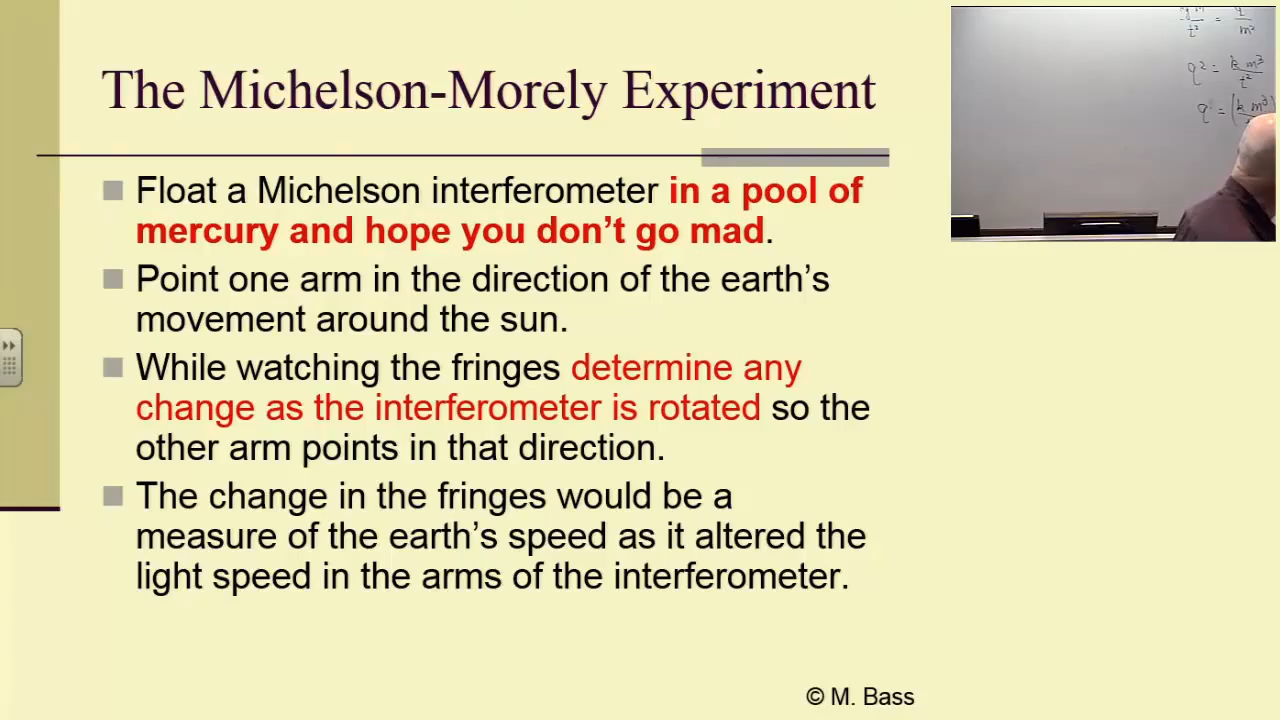 The Michelson-Morely Experiment
Float a Michelson interferometer in a pool of
mercury and hope you don’t go mad.
Point one arm in the direction of the earth’s
movement around the sun.
While watching the fringes determine any
change as the interferometer is rotated so the
other arm points in that direction.
The change in the fringes would be a
measure of the earth’s speed as it altered the
light speed in the arms of the interferometer.
© M. Bass
q² = k m³
t²